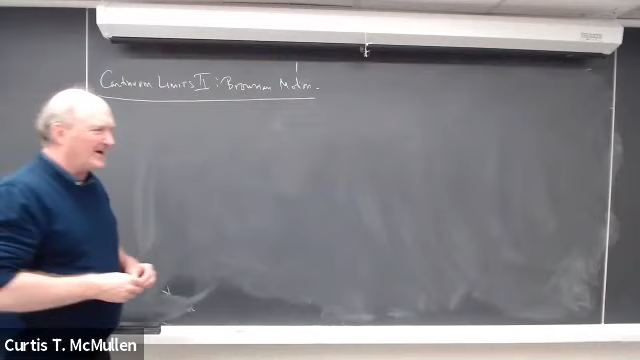 Continuum Limits II : Brownian Motion.
Curtis T. McMullen